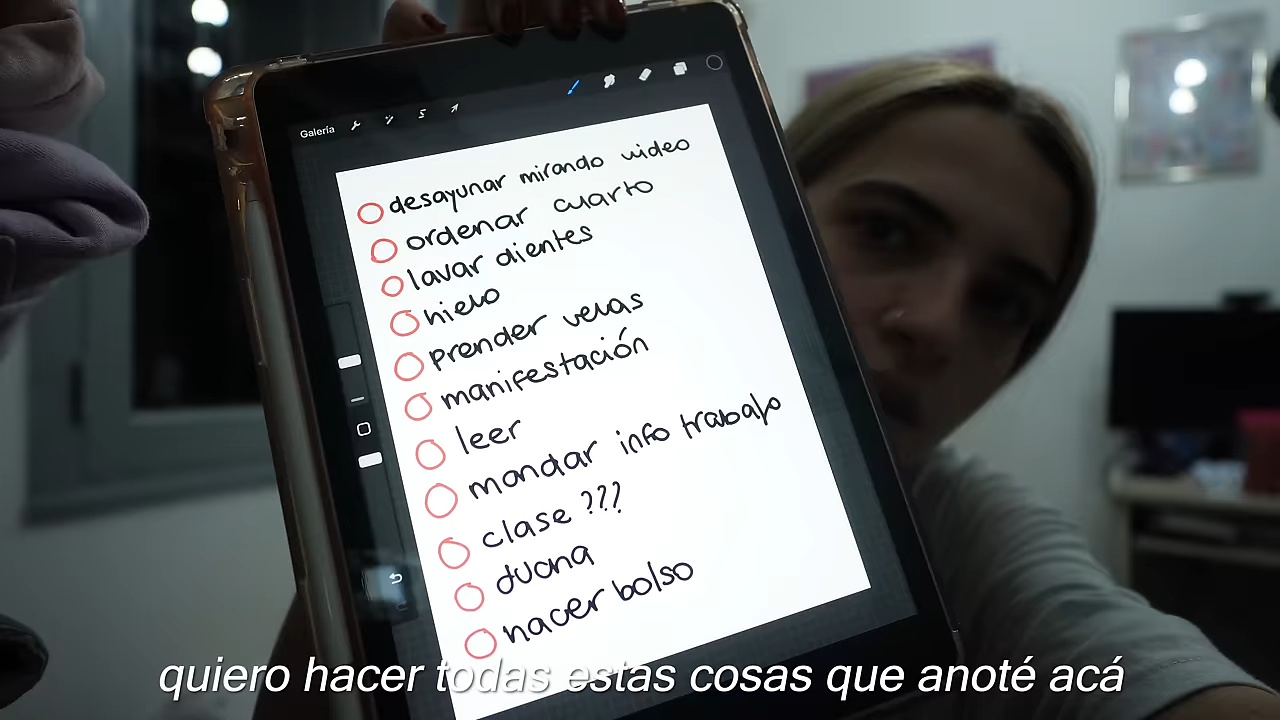 Galería
desayunar mirando video
ordenar cuarto
lavar dientes
hielo
prender velas
manifestación
leer
mandar info trabajo
clase ???
ducha
hacer bolso
quiero hacer todas estas cosas que anoté acá